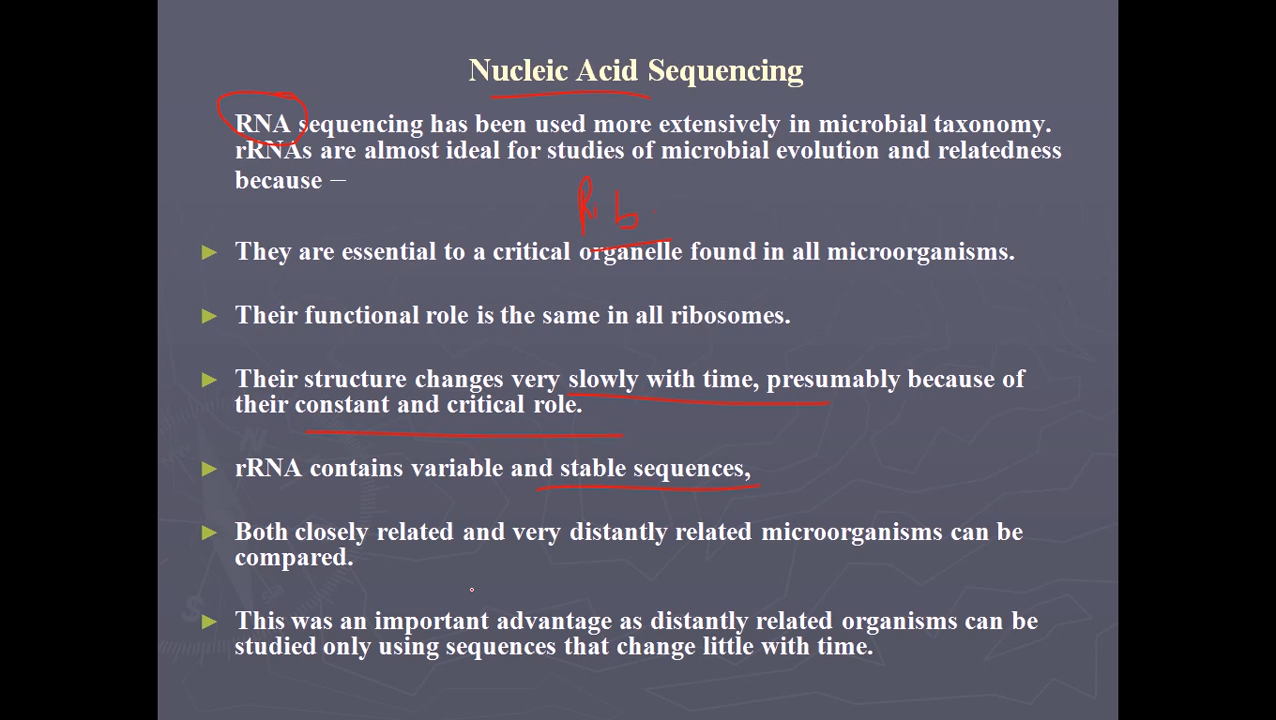 Nucleic Acid Sequencing
RNA sequencing has been used more extensively in microbial taxonomy.
rRNAs are almost ideal for studies of microbial evolution and relatedness
because –
Rib
► They are essential to a critical organelle found in all microorganisms.
► Their functional role is the same in all ribosomes.
► Their structure changes very slowly with time, presumably because of
their constant and critical role.
► rRNA contains variable and stable sequences,
► Both closely related and very distantly related microorganisms can be
compared.
► This was an important advantage as distantly related organisms can be
studied only using sequences that change little with time.